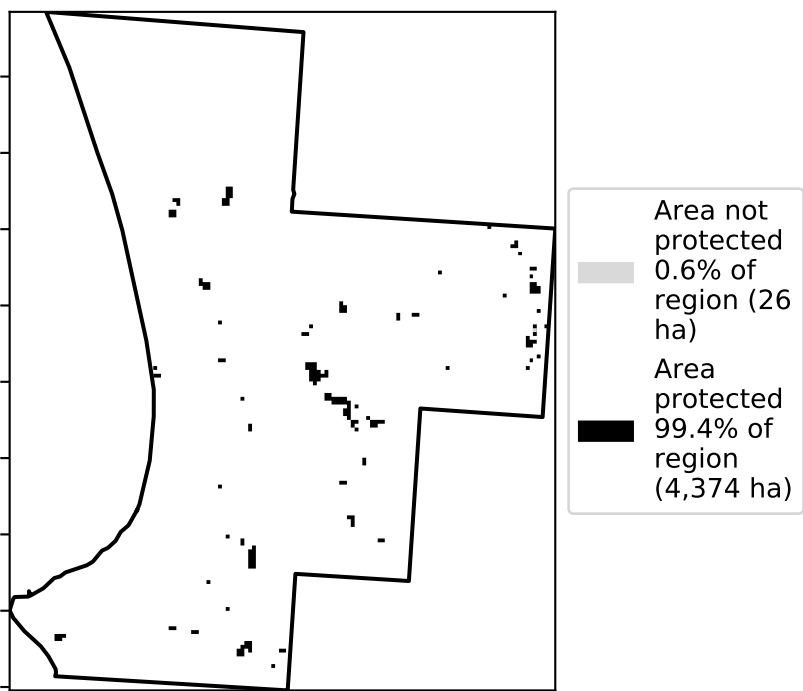 Area not
protected
0.6% of
region (26
ha)
Area
protected
99.4% of
region
(4,374 ha)